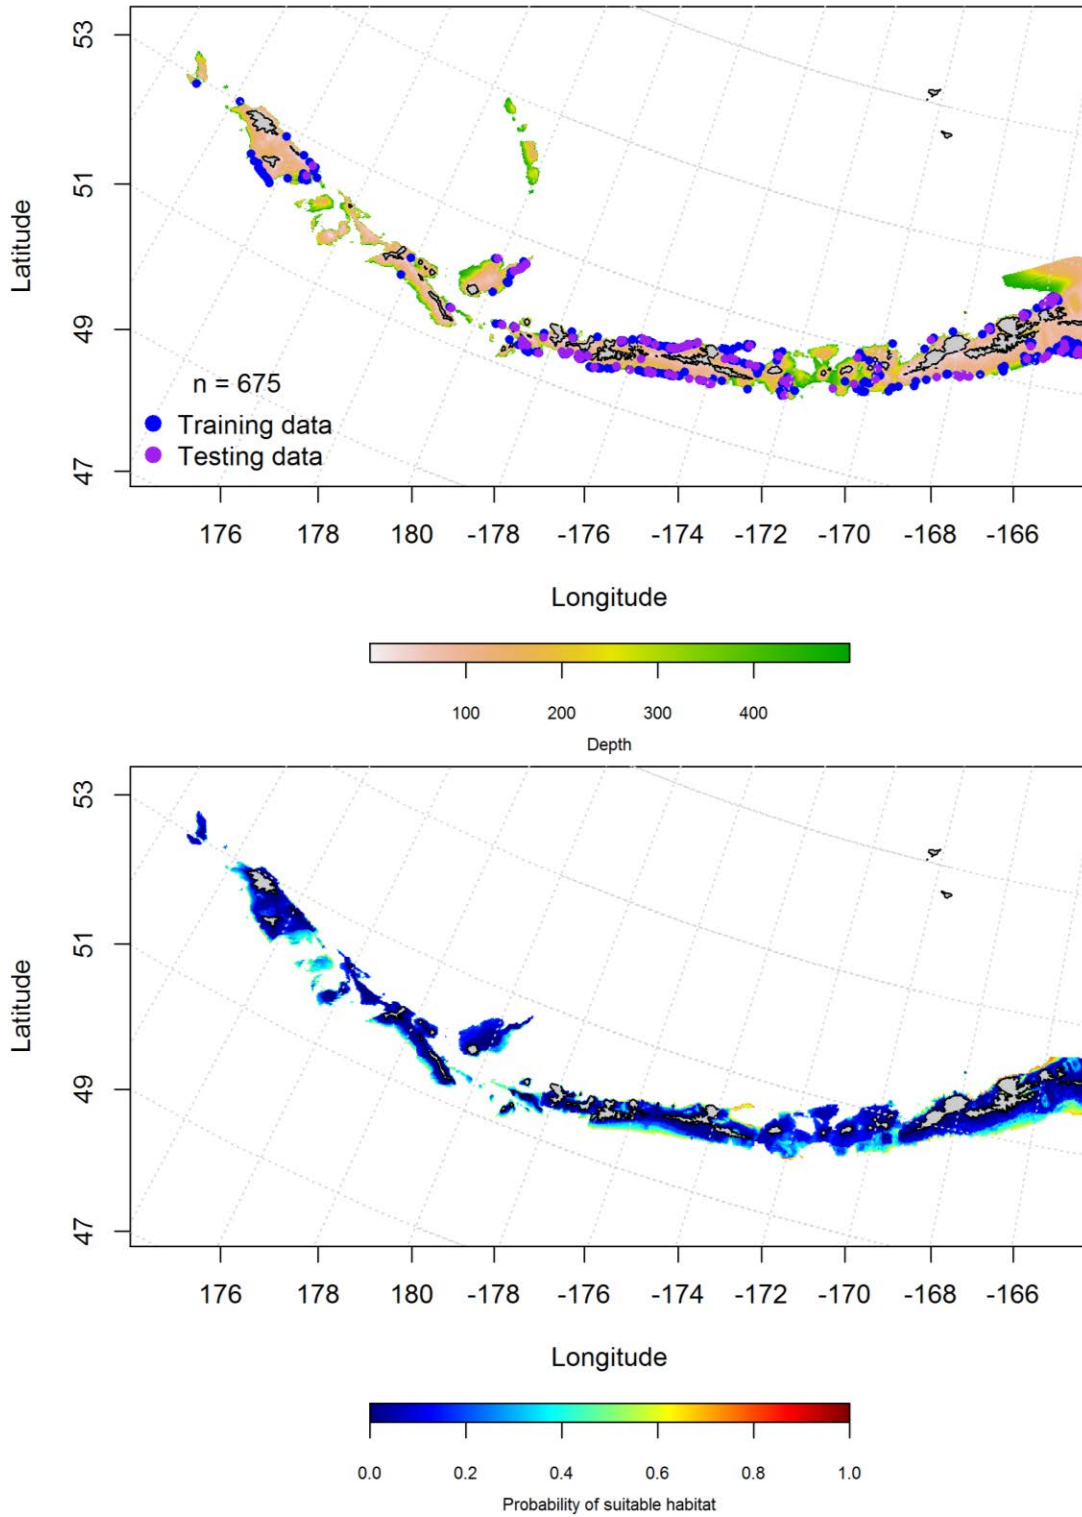 53
51
49
47
Latitude
n = 675
Training data
Testing data
176 178 180 -178 -176 -174 -172 -170 -168 -166
Longitude
100 200 300 400
Depth
53
51
49
47
Latitude
176 178 180 -178 -176 -174 -172 -170 -168 -166
Longitude
0.0 0.2 0.4 0.6 0.8 1.0
Probability of suitable habitat